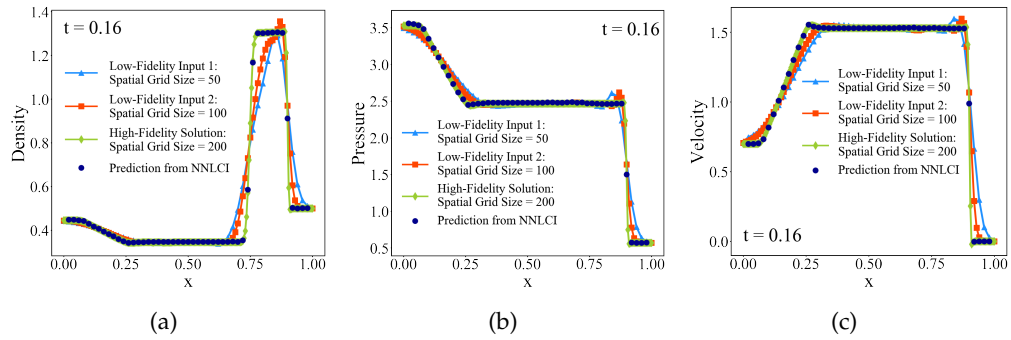 t = 0.16
Low-Fidelity Input 1:
Spatial Grid Size = 50
Low-Fidelity Input 2:
Spatial Grid Size = 100
High-Fidelity Solution:
Spatial Grid Size = 200
Prediction from NNLCI
Density
1.4
1.2
1.0
0.8
0.6
0.4
0.00
0.25
0.50
0.75
1.00
x
(a)
t = 0.16
Low-Fidelity Input 1:
Spatial Grid Size = 50
Low-Fidelity Input 2:
Spatial Grid Size = 100
High-Fidelity Solution:
Spatial Grid Size = 200
Prediction from NNLCI
Pressure
3.5
3.0
2.5
2.0
1.5
1.0
0.5
0.00
0.25
0.50
0.75
1.00
x
(b)
Low-Fidelity Input 1:
Spatial Grid Size = 50
Low-Fidelity Input 2:
Spatial Grid Size = 100
High-Fidelity Solution:
Spatial Grid Size = 200
Prediction from NNLCI
t = 0.16
Velocity
1.5
1.0
0.5
0.0
0.00
0.25
0.50
0.75
1.00
x
(c)